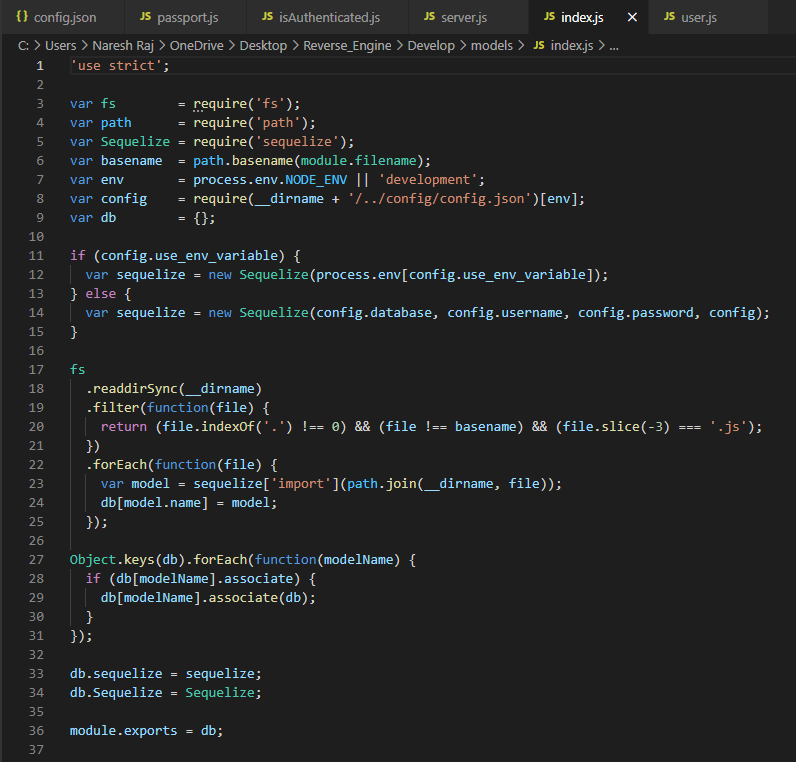 {} config.json JS passport.js JS isAuthenticated.js JS server.js JS index.js × JS user.js
C: > Users > Naresh Raj > OneDrive > Desktop > Reverse_Engine > Develop > models > JS index.js > ...
1 'use strict';
2
3 var fs         = require('fs');
4 var path       = require('path');
5 var Sequelize  = require('sequelize');
6 var basename   = path.basename(module.filename);
7 var env        = process.env.NODE_ENV || 'development';
8 var config     = require(__dirname + '/../config/config.json')[env];
9 var db         = {};
10
11 if (config.use_env_variable) {
12   var sequelize = new Sequelize(process.env[config.use_env_variable]);
13 } else {
14   var sequelize = new Sequelize(config.database, config.username, config.password, config);
15 }
16
17 fs
18   .readdirSync(__dirname)
19   .filter(function(file) {
20     return (file.indexOf('.') !== 0) && (file !== basename) && (file.slice(-3) === '.js');
21   })
22   .forEach(function(file) {
23     var model = sequelize['import'](path.join(__dirname, file));
24     db[model.name] = model;
25   });
26
27 Object.keys(db).forEach(function(modelName) {
28   if (db[modelName].associate) {
29     db[modelName].associate(db);
30   }
31 });
32
33 db.sequelize = sequelize;
34 db.Sequelize = Sequelize;
35
36 module.exports = db;
37